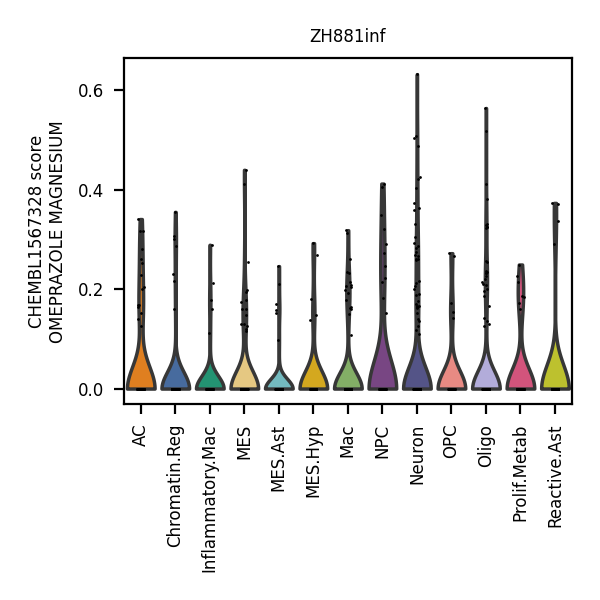 ZH881inf
CHEMBL1567328 score
OMEPRAZOLE MAGNESIUM
0.6
0.4
0.2
0.0
AC
Chromatin.Reg
Inflammatory.Mac
MES
MES.Ast
MES.Hyp
Mac
NPC
Neuron
OPC
Oligo
Prolif.Metab
Reactive.Ast